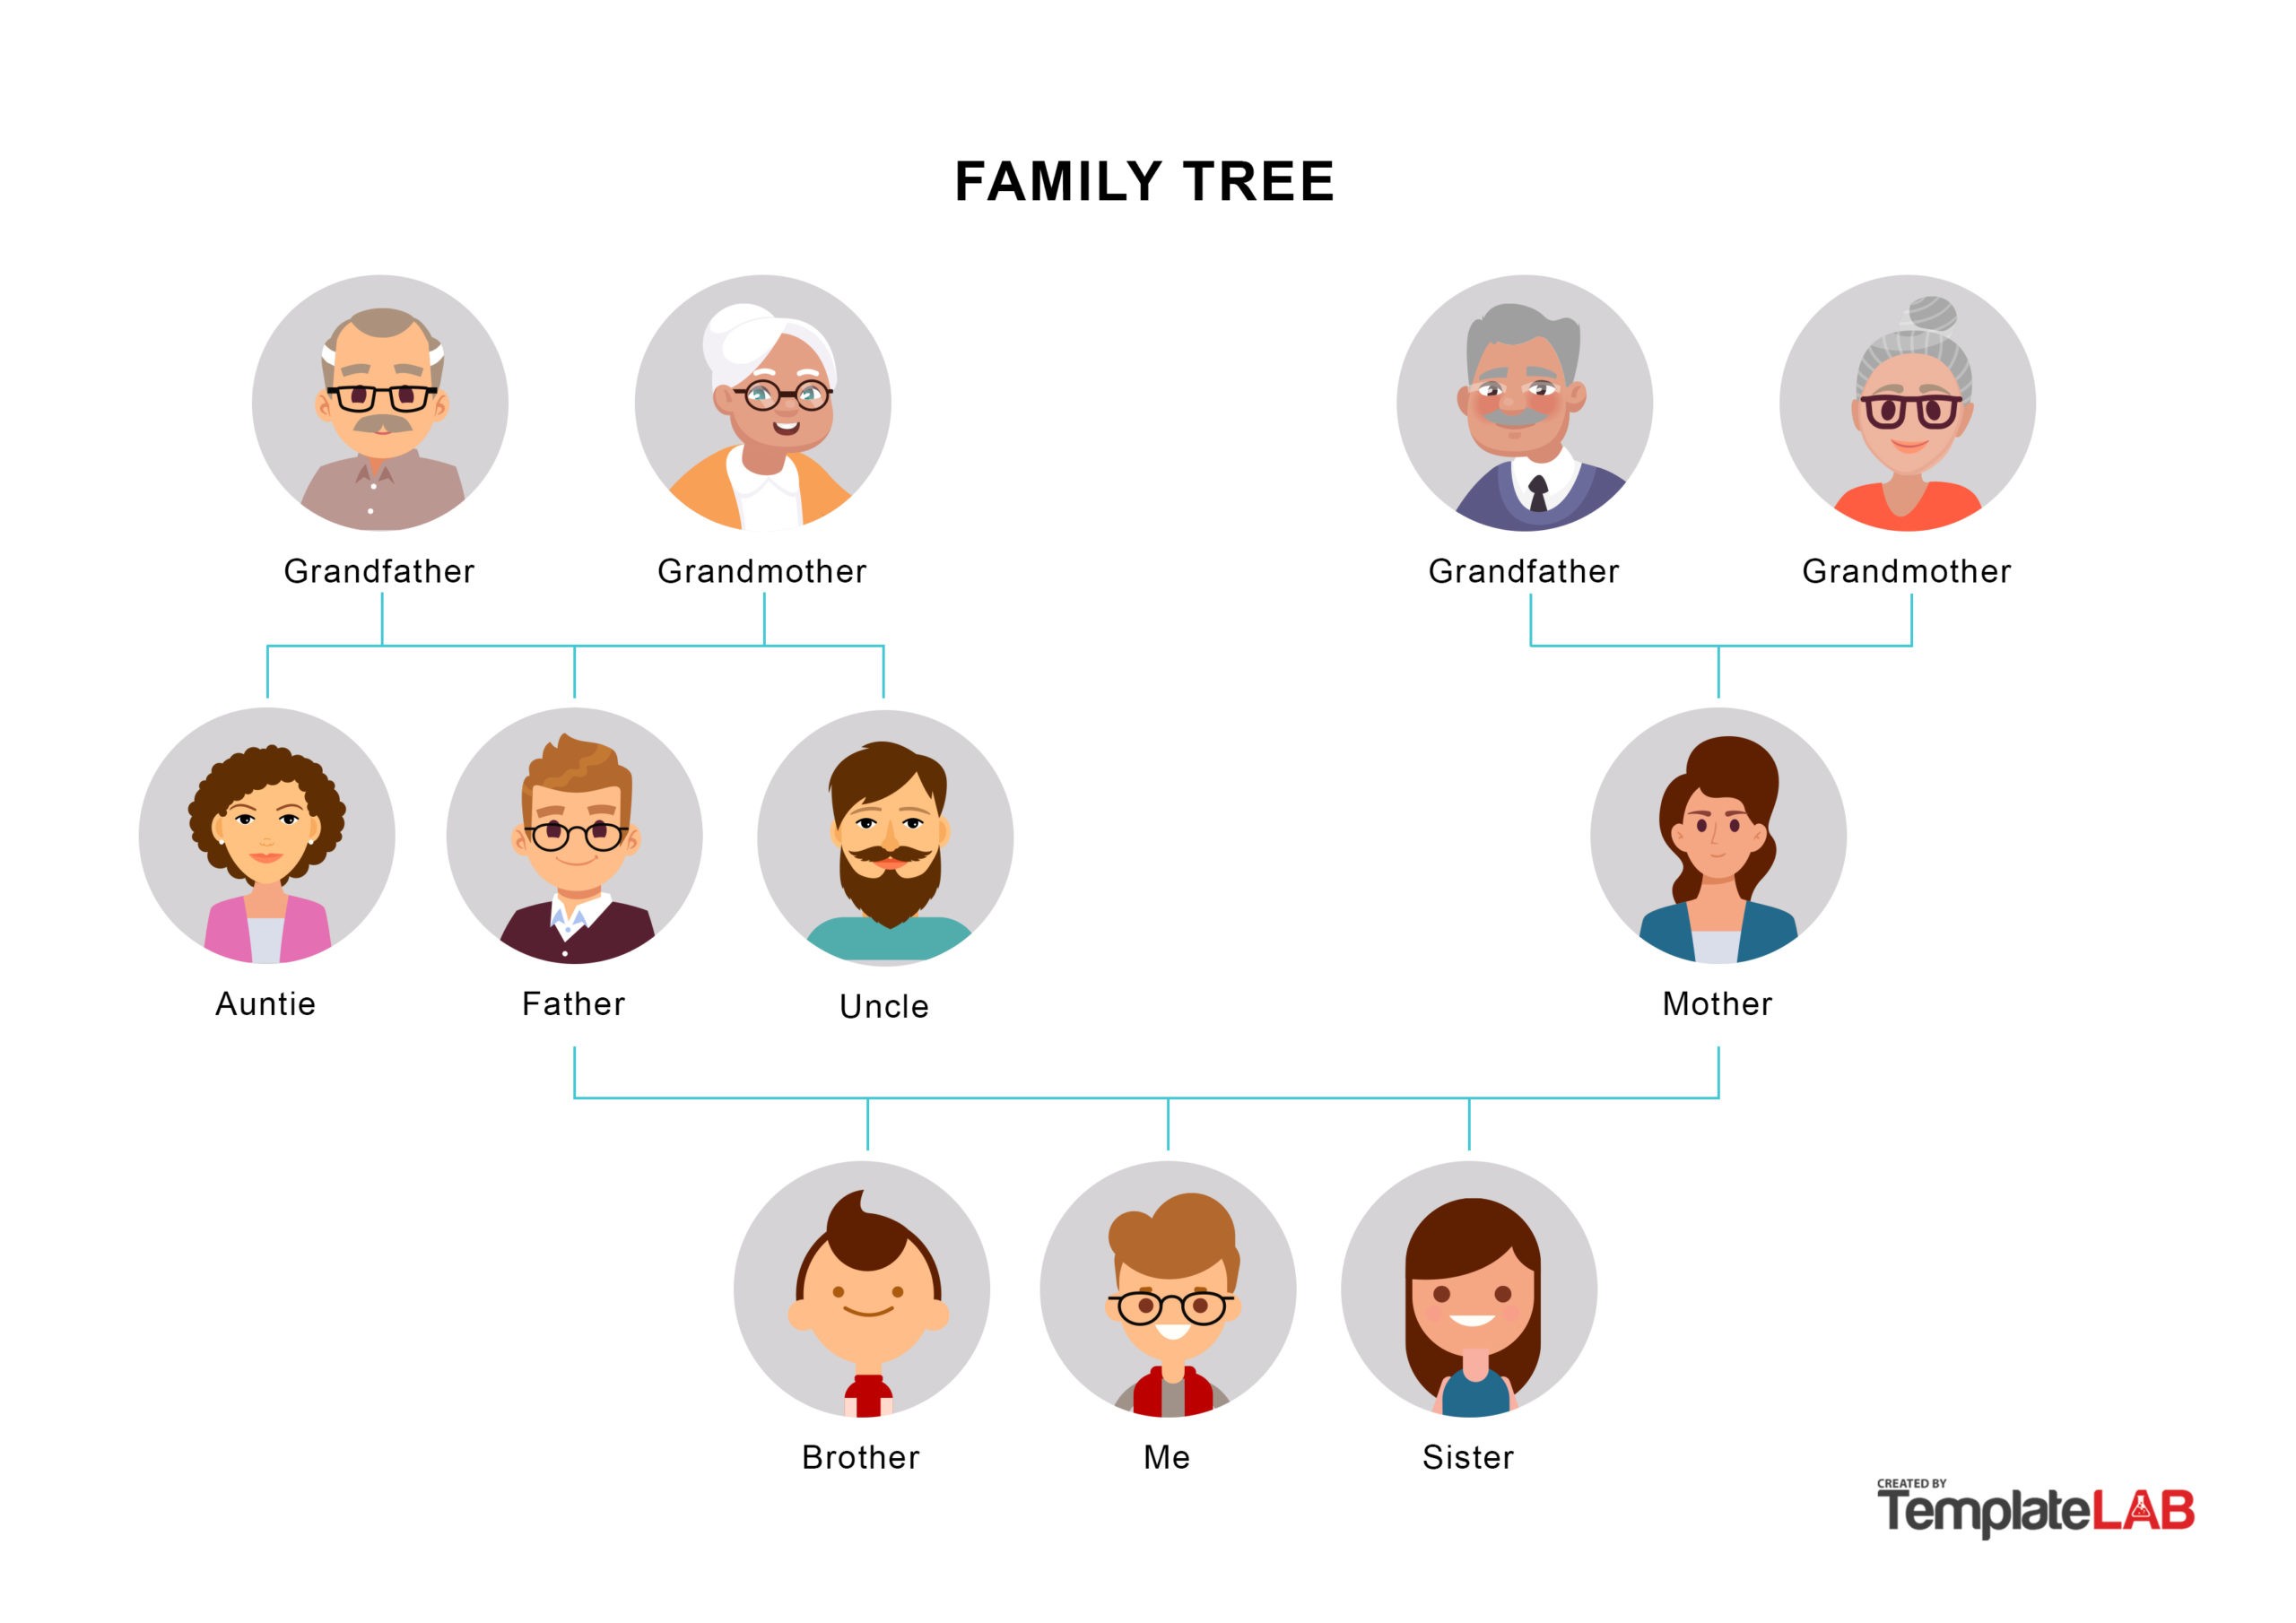 FAMILY TREE
Grandfather
Grandmother
Grandfather
Grandmother
Auntie
Father
Uncle
Mother
Brother
Me
Sister
CREATED BY
TemplateLAB